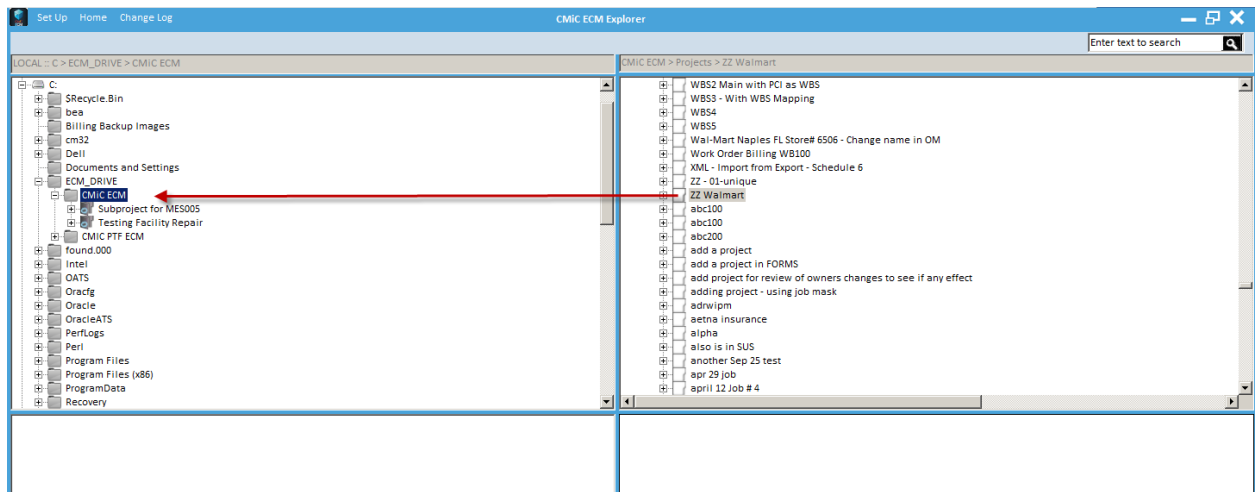 Set Up Home Change Log
CMiC ECM Explorer
Enter text to search
LOCAL :: C > ECM_DRIVE > CMiC ECM
C:
$Recycle.Bin
bea
Billing Backup Images
cm32
Dell
Documents and Settings
ECM_DRIVE
CMiC ECM
Subproject for MES005
Testing Facility Repair
CMIC PTF ECM
found.000
Intel
OATS
Oracfg
Oracle
OracleATS
PerfLogs
Perl
Program Files
Program Files (x86)
ProgramData
Recovery
CMiC ECM > Projects > ZZ Walmart
WBS2 Main with PCI as WBS
WBS3 - With WBS Mapping
WBS4
WBS5
Wal-Mart Naples FL Store# 6506 - Change name in OM
Work Order Billing WB100
XML - Import from Export - Schedule 6
ZZ - 01-unique
ZZ Walmart
abc100
abc100
abc200
add a project
add a project in FORMS
add project for review of owners changes to see if any effect
adding project - using job mask
adrwipm
aetna insurance
alpha
also is in SUS
another Sep 25 test
apr 29 job
april 12 Job # 4